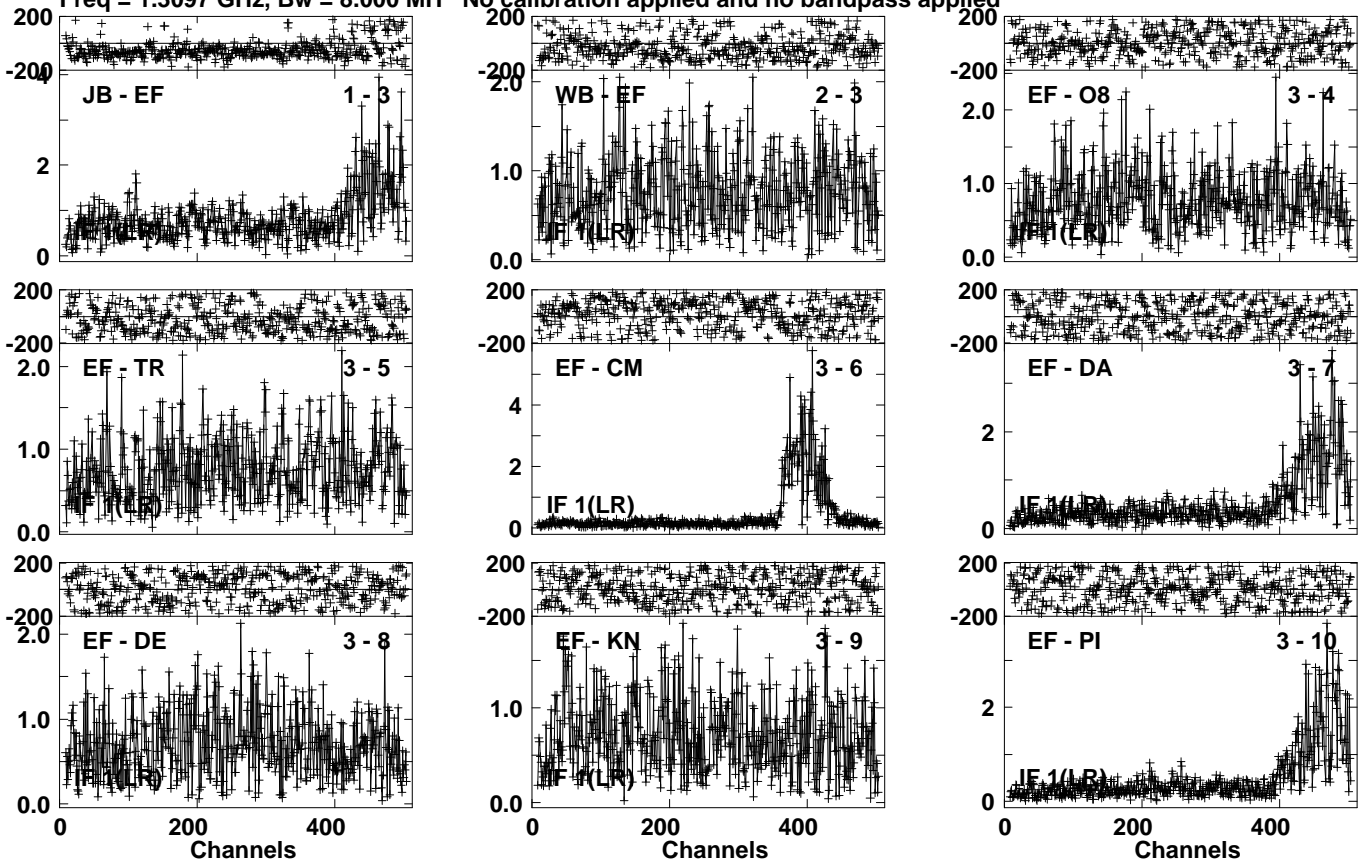 Freq = 1.5097 GHz, Bw = 8.000 MH No calibration applied and no bandpass applied
200 200 200
-200 -200 -200
4 2.0
JB - EF 1 - 3 WB - EF 2 - 3 EF - O8 3 - 4
2.0
2 1.0 1.0
IF 1(LR) IF 1(LR) IF 1(LR)
0 0.0 0.0
200 200 200
-200 -200 -200
2.0 EF - TR 3 - 5 EF - CM 3 - 6 EF - DA 3 - 7
4 2
1.0 2
IF 1(LR) IF 1(LR) IF 1(LR)
0.0 0 0
200 200 200
-200 -200 -200
2.0 EF - DE 3 - 8 EF - KN 3 - 9 EF - PI 3 - 10
1.0 1.0 2
IF 1(LR) IF 1(LR) IF 1(LR)
0.0 0.0 0
0 200 400 0 200 400 0 200 400
Channels Channels Channels